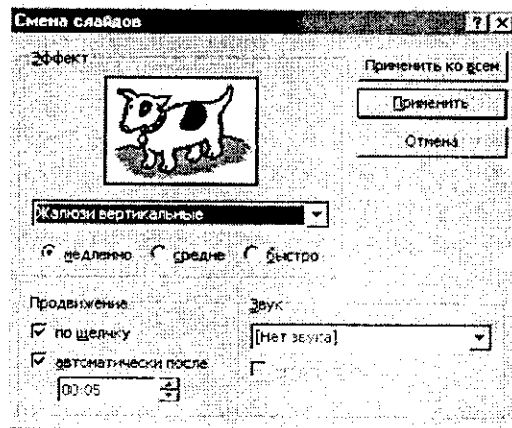 Смена слайдов
Эффект
Применить ко всем
Применить
Отмена
Жалюзи вертикальные
медленно средне быстро
Продвижение
по щелчку
автоматически после
00:05
Звук
[Нет звука]